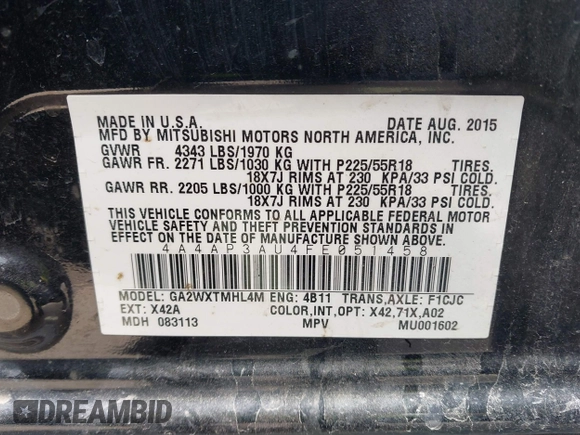 MADE IN U.S.A. DATE AUG. 2015
MFD BY MITSUBISHI MOTORS NORTH AMERICA, INC.
GVWR 4343 LBS/1970 KG
GAWR FR. 2271 LBS/1030 KG WITH P225/55R18 TIRES.
18X7J RIMS AT 230 KPA/33 PSI COLD.
GAWR RR. 2205 LBS/1000 KG WITH P225/55R18 TIRES.
18X7J RIMS AT 230 KPA/33 PSI COLD.
THIS VEHICLE CONFORMS TO ALL APPLICABLE FEDERAL MOTOR
VEHICLE SAFETY AND THEFT PREVENTION STANDARDS IN
EFFECT ON THE DATE OF MANUFACTURE SHOWN ABOVE.
4A4AP3AU4FE051458
MODEL: GA2WXTMHL4M ENG: 4B11 TRANS,AXLE: F1CJC
EXT: X42A COLOR,INT,OPT: X42,71X,A02
MDH 083113 MPV MU001602
DREAMBID